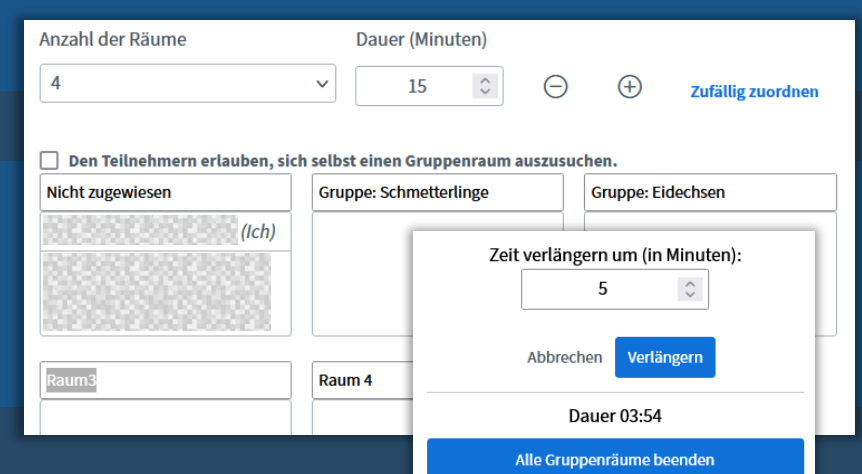 Anzahl der Räume
Dauer (Minuten)
4
15
Zufällig zuordnen
Den Teilnehmern erlauben, sich selbst einen Gruppenraum auszusuchen.
Nicht zugewiesen
Gruppe: Schmetterlinge
Gruppe: Eidechsen
(Ich)
Raum3
Raum 4
Zeit verlängern um (in Minuten):
5
Abbrechen
Verlängern
Dauer 03:54
Alle Gruppenräume beenden